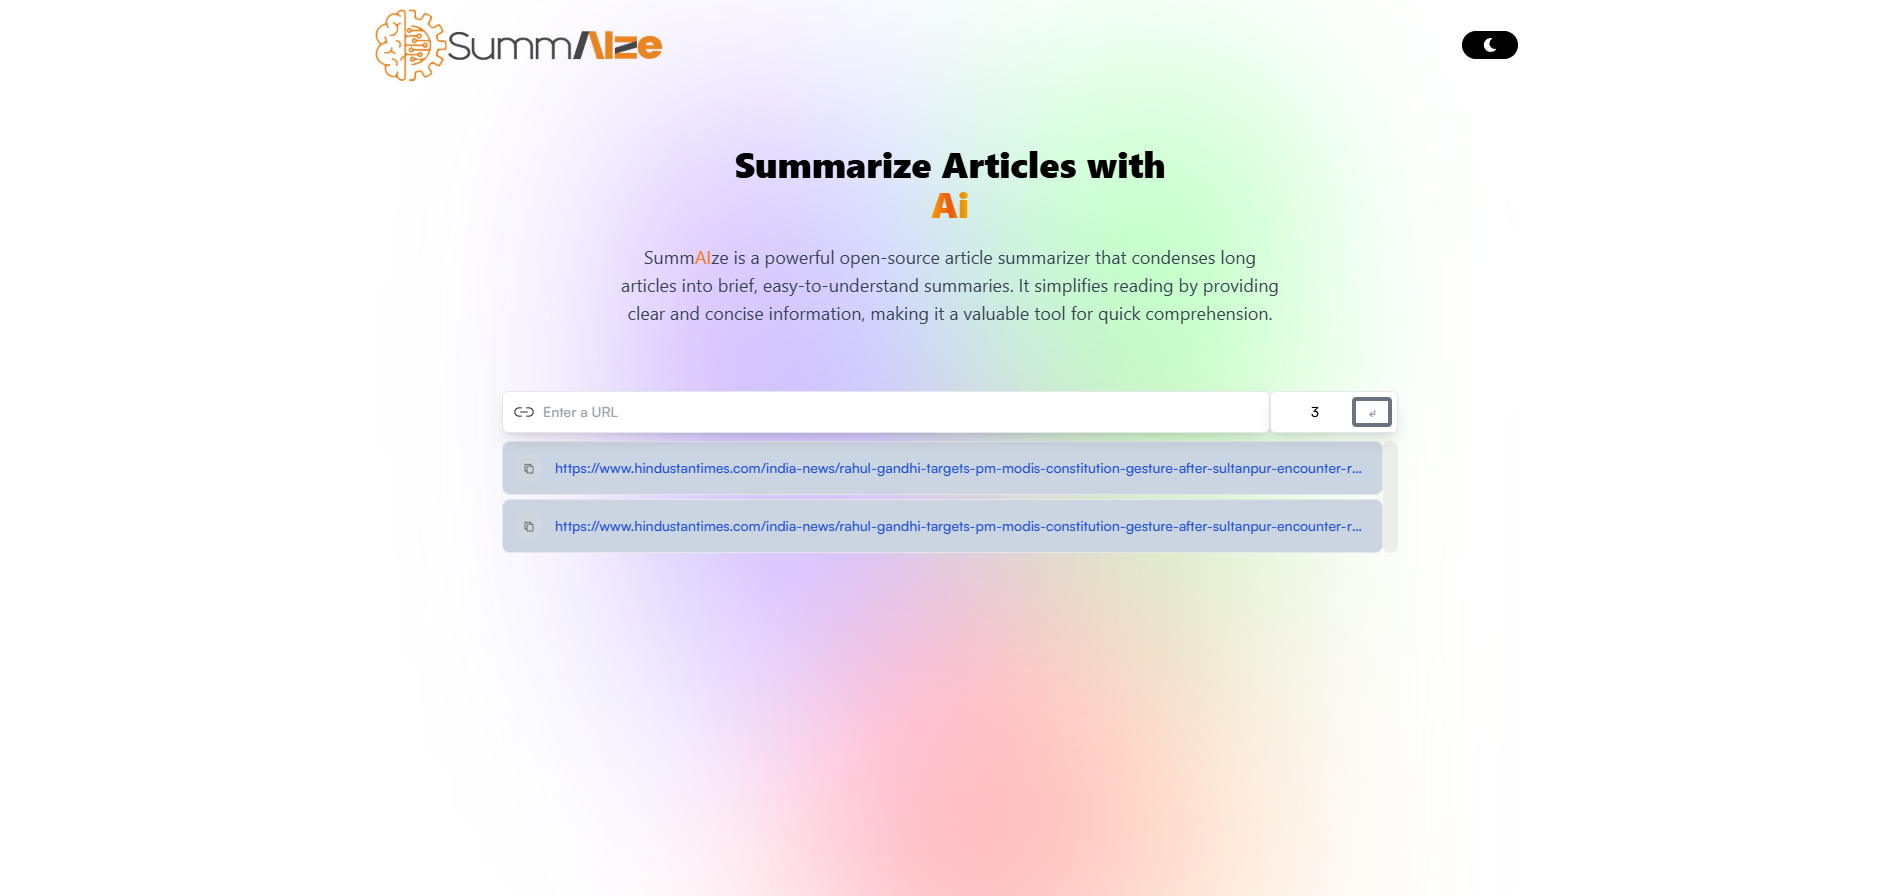 SummAIze
Summarize Articles with
Ai
SummAIze is a powerful open-source article summarizer that condenses long
articles into brief, easy-to-understand summaries. It simplifies reading by providing
clear and concise information, making it a valuable tool for quick comprehension.
Enter a URL
3
https://www.hindustantimes.com/india-news/rahul-gandhi-targets-pm-modis-constitution-gesture-after-sultanpur-encounter-r...
https://www.hindustantimes.com/india-news/rahul-gandhi-targets-pm-modis-constitution-gesture-after-sultanpur-encounter-r...